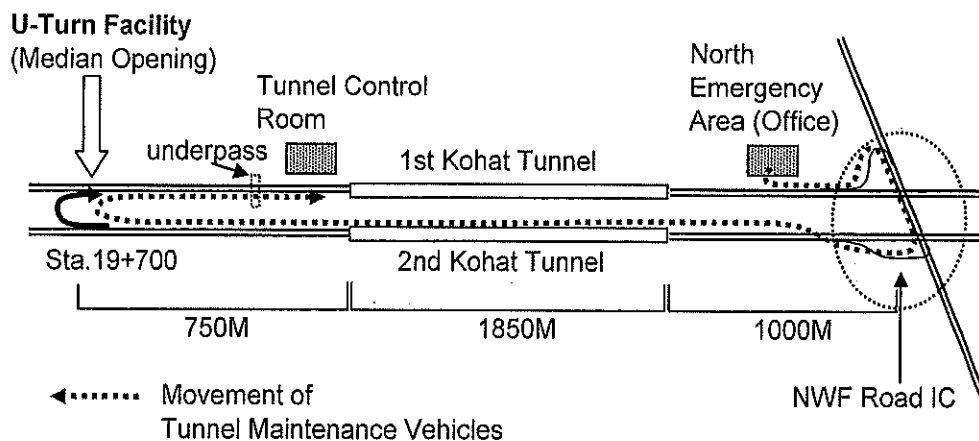 U-Turn Facility
(Median Opening)
Tunnel Control
Room
underpass
North
Emergency
Area (Office)
1st Kohat Tunnel
2nd Kohat Tunnel
Sta.19+700
750M
1850M
1000M
NWF Road IC
Movement of
Tunnel Maintenance Vehicles